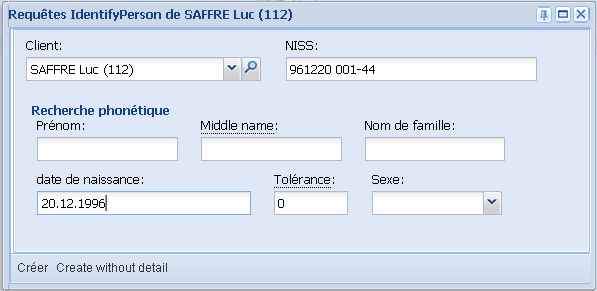 Requêtes IdentifyPerson de SAFFRE Luc (112)
Client: NISS:
SAFFRE Luc (112) 961220 001-44
Recherche phonétique
Prénom: Middle name: Nom de famille:
date de naissance: Tolérance: Sexe:
20.12.1996 0
Créer Create without detail